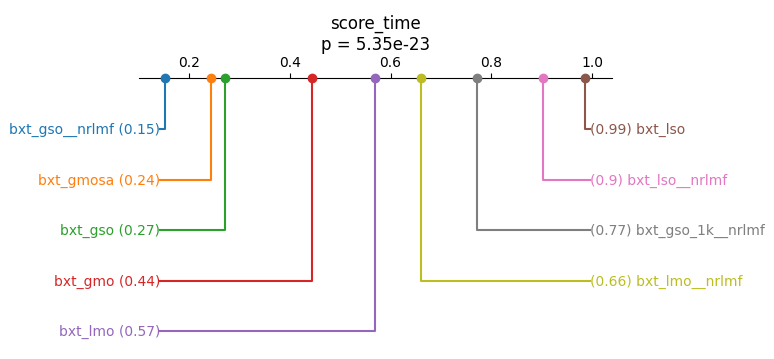 score_time
p = 5.35e-23
0.2 0.4 0.6 0.8 1.0
bxt_gso__nrlmf (0.15) (0.99) bxt_lso
bxt_gmosa (0.24) (0.9) bxt_lso__nrlmf
bxt_gso (0.27) (0.77) bxt_gso_1k__nrlmf
bxt_gmo (0.44) (0.66) bxt_lmo__nrlmf
bxt_lmo (0.57)